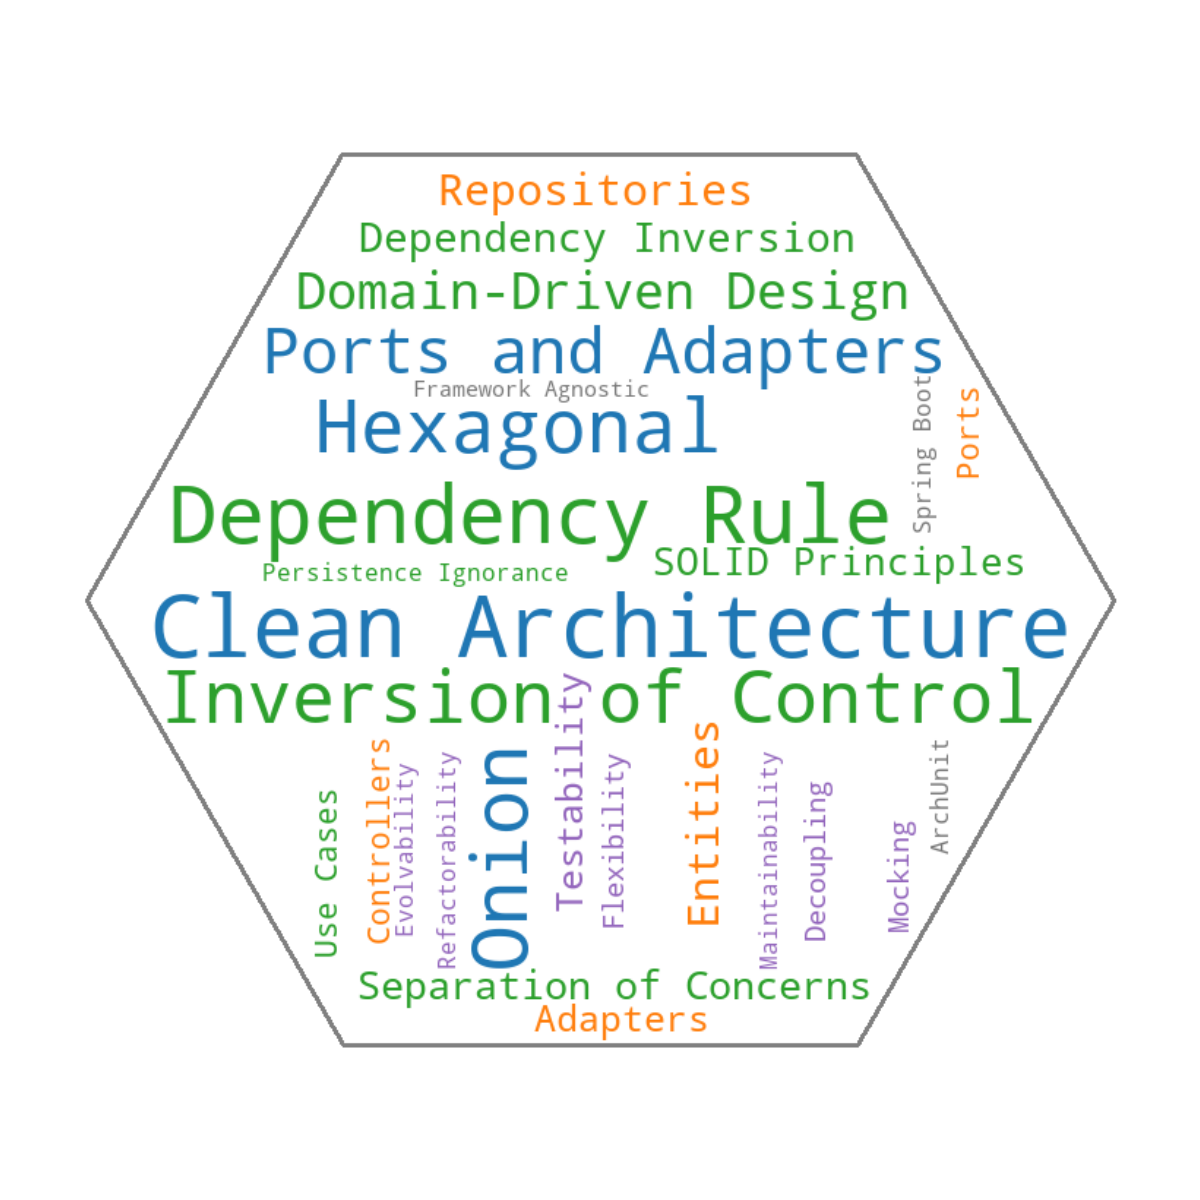 Repositories
Dependency Inversion
Domain-Driven Design
Ports and Adapters
Framework Agnostic
Hexagonal
Spring Boot
Ports
Dependency Rule
SOLID Principles
Persistence Ignorance
Clean Architecture
Inversion of Control
Use Cases
Controllers
Evolvability
Refactorability
Onion
Testability
Flexibility
Entities
Maintainability
Decoupling
Mocking
ArchUnit
Separation of Concerns
Adapters